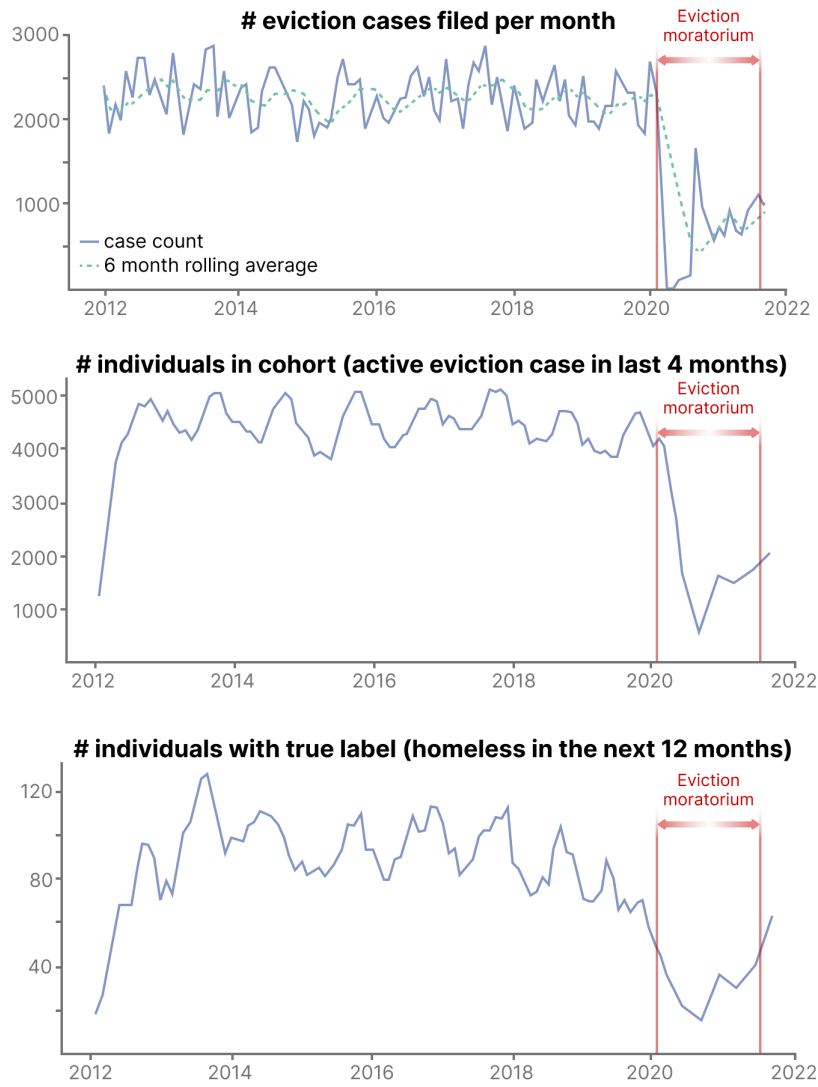 # eviction cases filed per month
Eviction
moratorium
3000
2000
1000
case count
6 month rolling average
2012
2014
2016
2018
2020
2022
# individuals in cohort (active eviction case in last 4 months)
Eviction
moratorium
5000
4000
3000
2000
1000
2012
2014
2016
2018
2020
2022
# individuals with true label (homeless in the next 12 months)
Eviction
moratorium
120
80
40
2012
2014
2016
2018
2020
2022